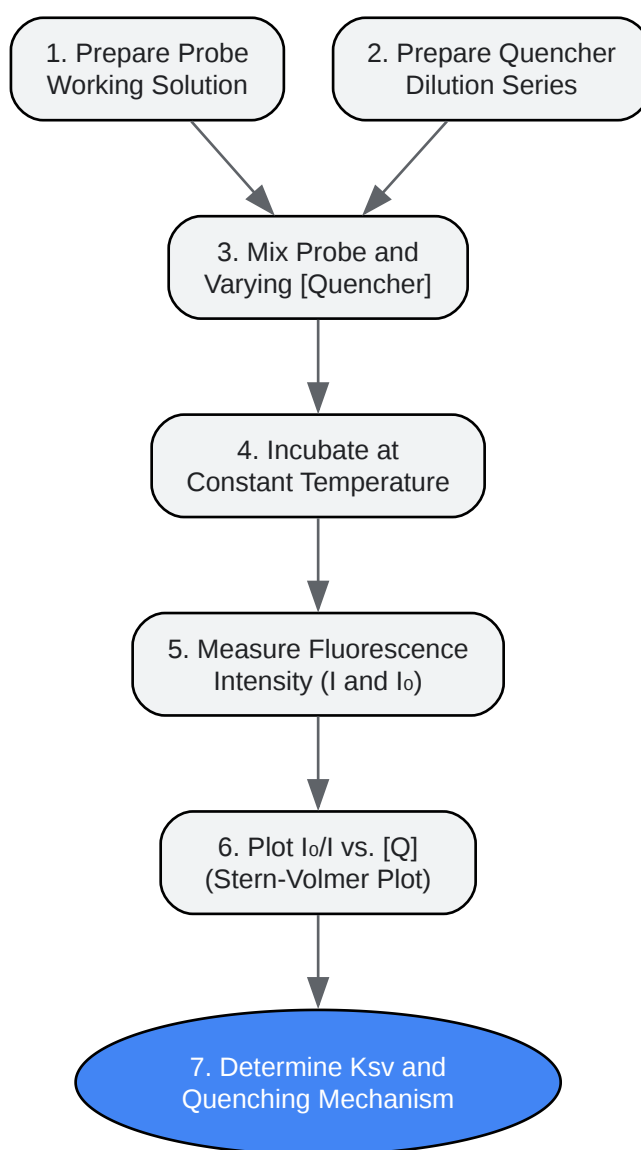 1. Prepare Probe
Working Solution
2. Prepare Quencher
Dilution Series
3. Mix Probe and
Varying [Quencher]
4. Incubate at
Constant Temperature
5. Measure Fluorescence
Intensity (I and I₀)
6. Plot I₀/I vs. [Q]
(Stern-Volmer Plot)
7. Determine Ksv and
Quenching Mechanism